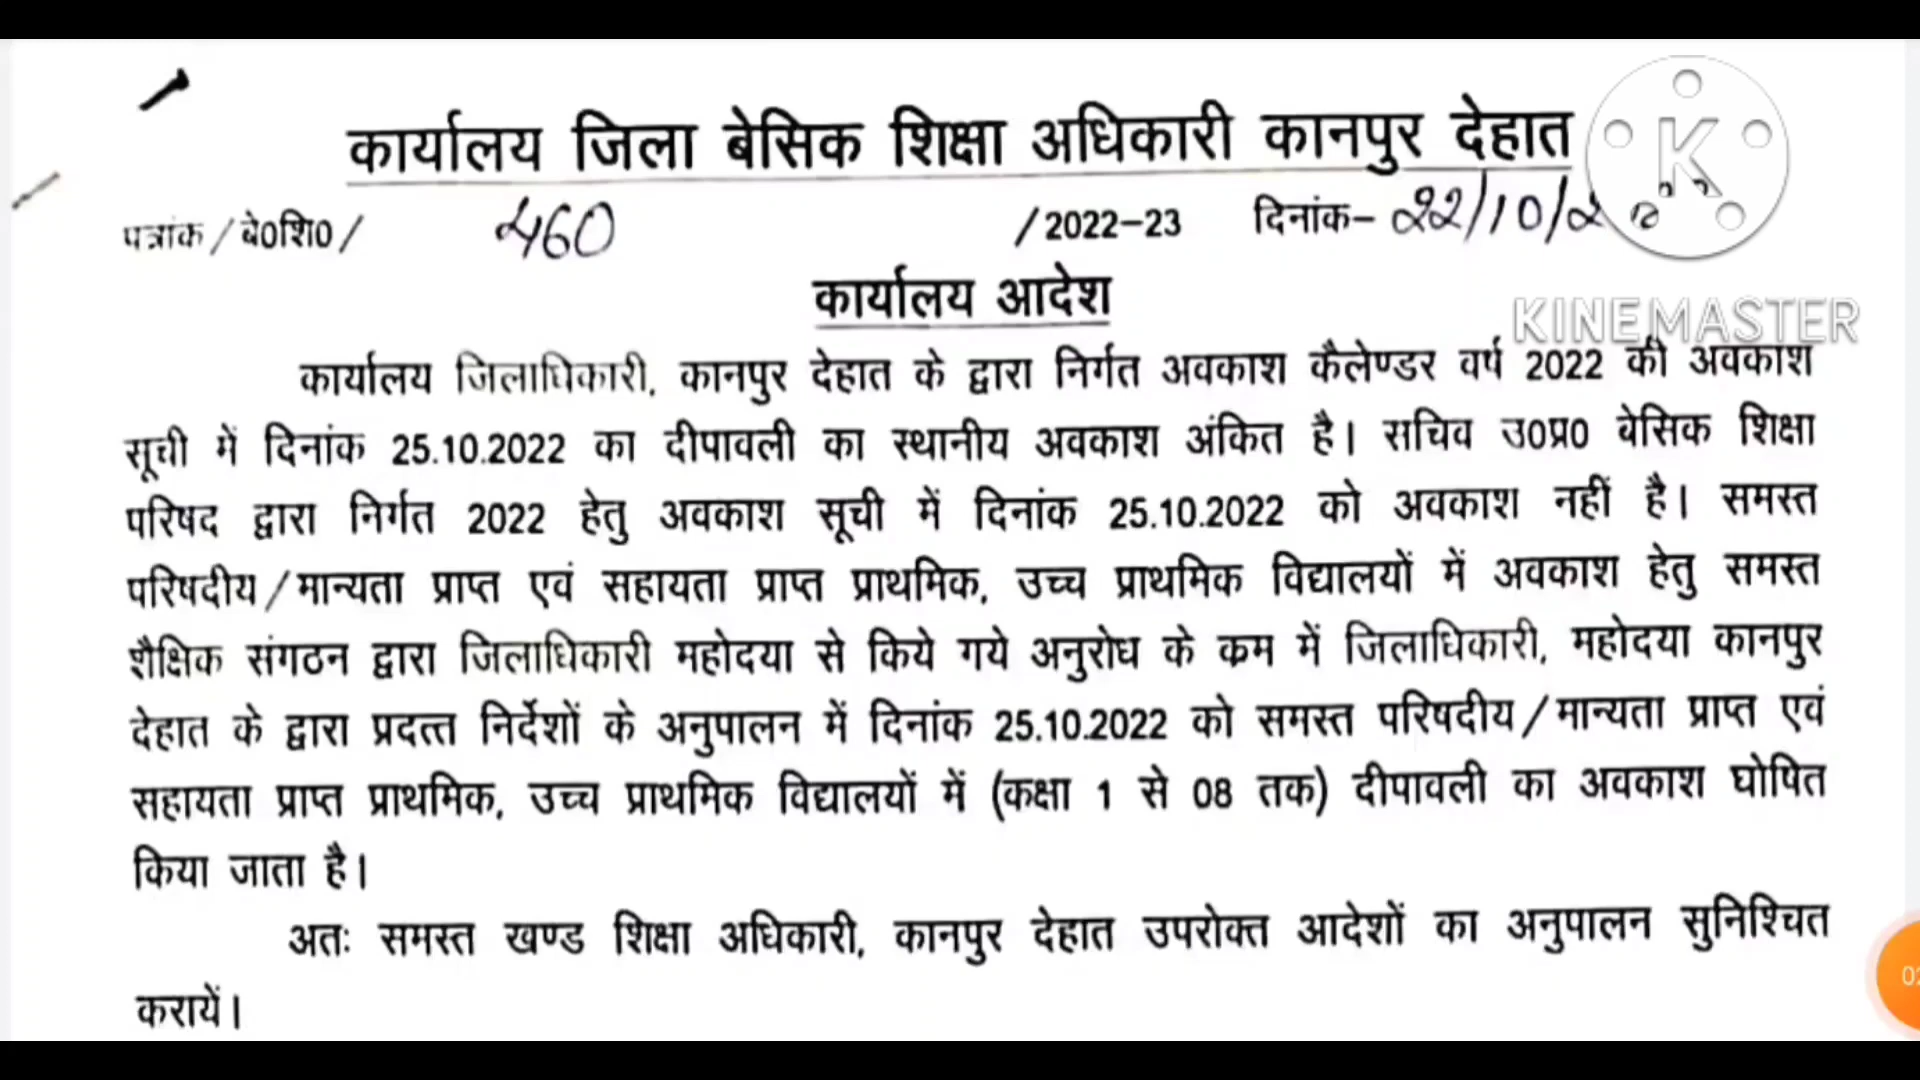 कार्यालय जिला बेसिक शिक्षा अधिकारी कानपुर देहात
पत्रांक/बे0शि0/ 460 /2022-23 दिनांक- 22/10/2
KINEMASTER
कार्यालय आदेश
कार्यालय जिलाधिकारी, कानपुर देहात के द्वारा निर्गत अवकाश कैलेण्डर वर्ष 2022 की अवकाश
सूची में दिनांक 25.10.2022 का दीपावली का स्थानीय अवकाश अंकित है। सचिव उ0प्र0 बेसिक शिक्षा
परिषद द्वारा निर्गत 2022 हेतु अवकाश सूची में दिनांक 25.10.2022 को अवकाश नहीं है। समस्त
परिषदीय/मान्यता प्राप्त एवं सहायता प्राप्त प्राथमिक, उच्च प्राथमिक विद्यालयों में अवकाश हेतु समस्त
शैक्षिक संगठन द्वारा जिलाधिकारी महोदया से किये गये अनुरोध के कम में जिलाधिकारी, महोदया कानपुर
देहात के द्वारा प्रदत्त निर्देशों के अनुपालन में दिनांक 25.10.2022 को समस्त परिषदीय/मान्यता प्राप्त एवं
सहायता प्राप्त प्राथमिक, उच्च प्राथमिक विद्यालयों में (कक्षा 1 से 08 तक) दीपावली का अवकाश घोषित
किया जाता है।
अतः समस्त खण्ड शिक्षा अधिकारी, कानपुर देहात उपरोक्त आदेशों का अनुपालन सुनिश्चित
करायें।